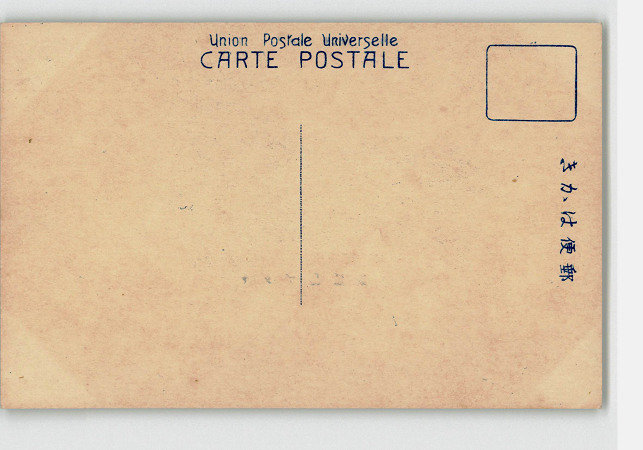 Union Postale Universelle
CARTE POSTALE
きかは便郵